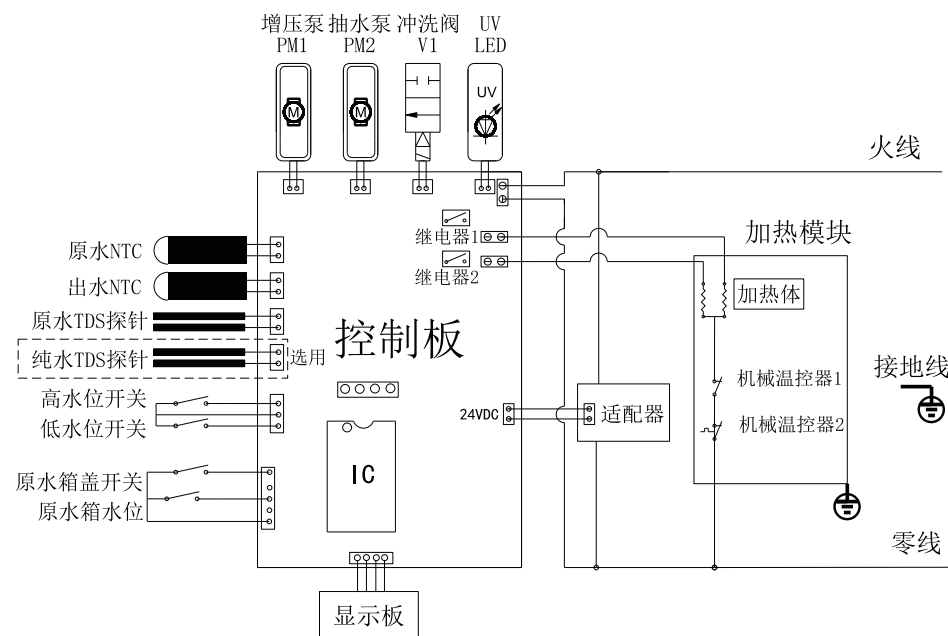 增压泵 抽水泵 冲洗阀 UV
PM1 PM2 V1 LED
M M UV
火线
继电器1
继电器2
加热模块
原水NTC
出水NTC
加热体
原水TDS探针
纯水TDS探针 选用
控制板
机械温控器1
接地线
高水位开关
低水位开关
24VDC 适配器
机械温控器2
IC
原水箱盖开关
原水箱水位
零线
显示板